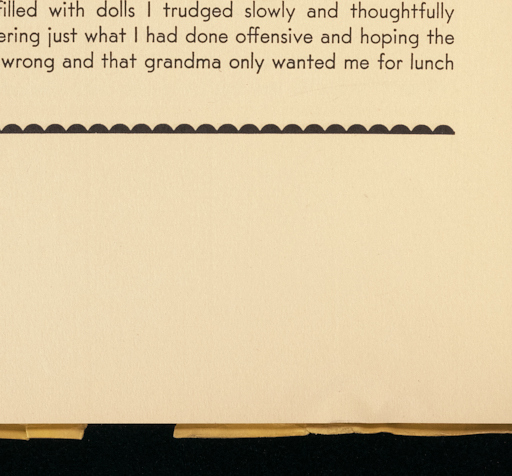 filled with dolls I trudged slowly and thoughtfully
ering just what I had done offensive and hoping the
wrong and that grandma only wanted me for lunch